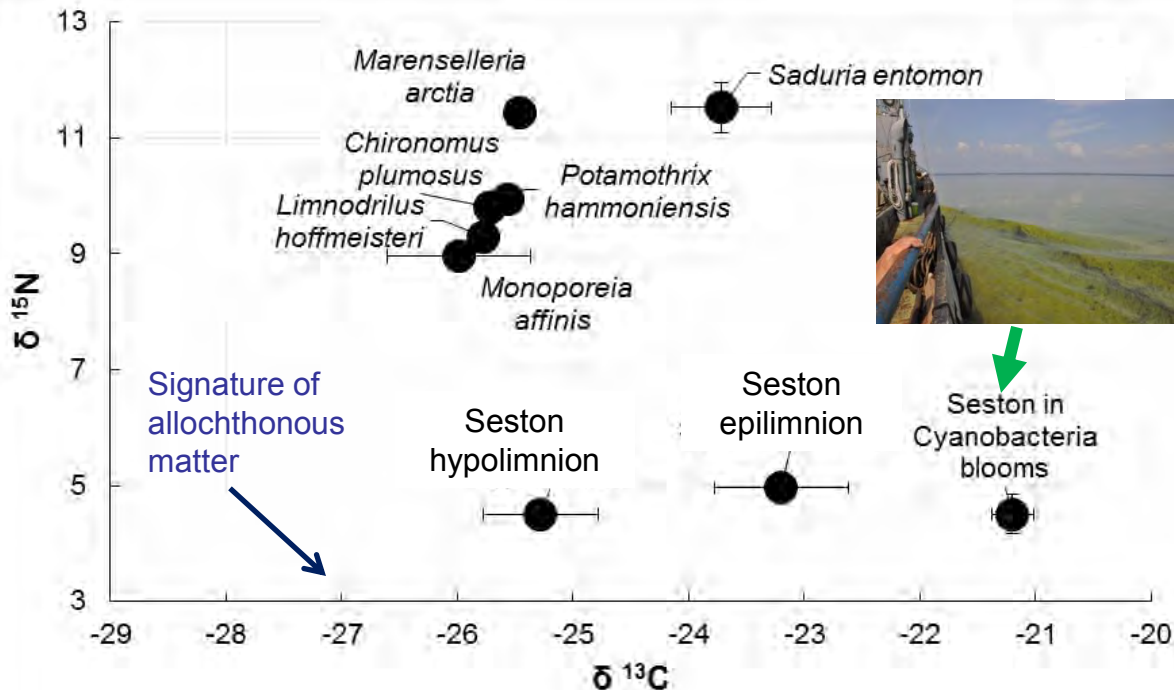 13
11
9
7
5
3
δ ¹⁵N
Marenselleria
arctia
Saduria entomon
Chironomus
plumosus
Potamothrix
hammoniensis
Limnodrilus
hoffmeisteri
Monoporeia
affinis
Signature of
allochthonous
matter
Seston
hypolimnion
Seston
epilimnion
Seston in
Cyanobacteria
blooms
-29 -28 -27 -26 -25 -24 -23 -22 -21 -20
δ ¹³C